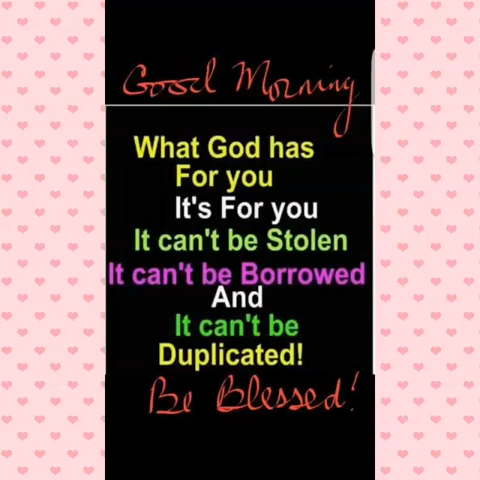 Good Morning
What God has
For you
It's For you
It can't be Stolen
It can't be Borrowed
And
It can't be
Duplicated!
Be Blessed!